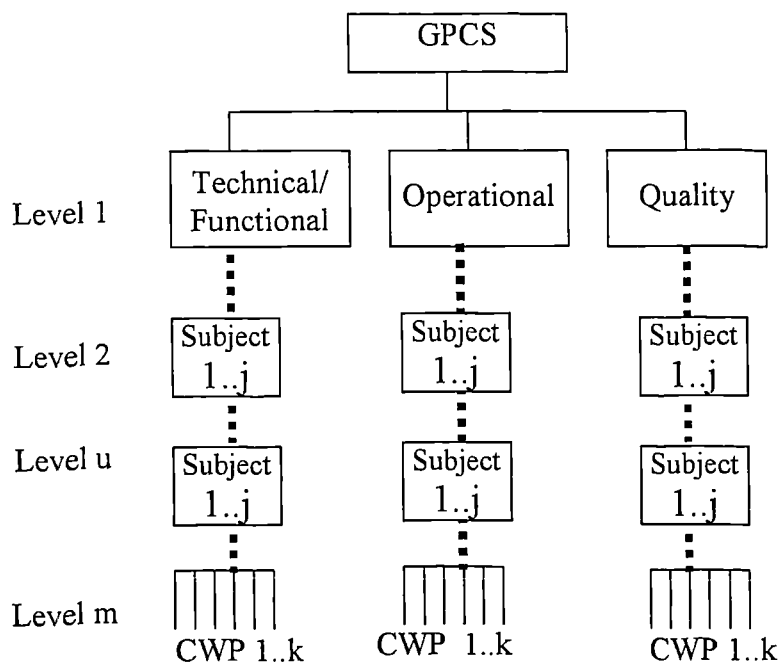 GPCS
Level 1
Technical/
Functional
Operational
Quality
Level 2
Subject
1..j
Subject
1..j
Subject
1..j
Level u
Subject
1..j
Subject
1..j
Subject
1..j
Level m
CWP 1..k
CWP 1..k
CWP 1..k